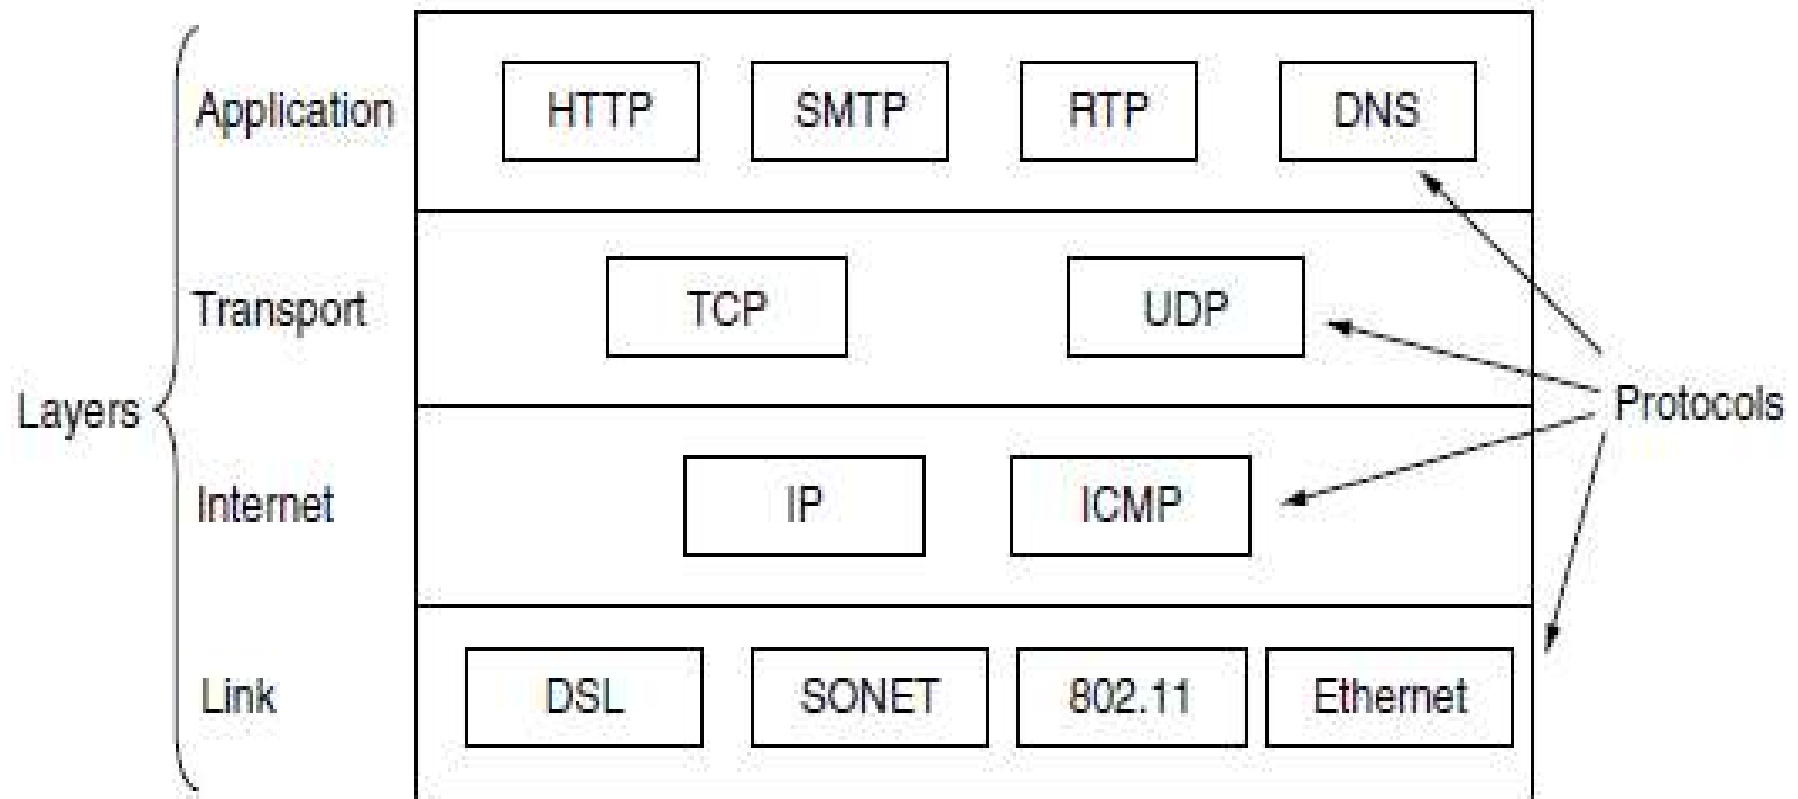 Application
HTTP
SMTP
RTP
DNS
Transport
TCP
UDP
Layers
Protocols
Internet
IP
ICMP
Link
DSL
SONET
802.11
Ethernet